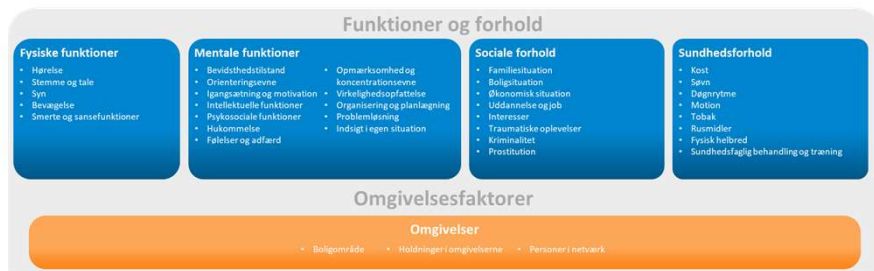 Funktioner og forhold
Fysiske funktioner
• Hørelse
• Stemme og tale
• Syn
• Bevægelse
• Smerte og sansefunktioner
Mentale funktioner
• Bevidsthedstilstand
• Orienteringsevne
• Igangsætning og motivation
• Intellektuelle funktioner
• Psykosociale funktioner
• Hukommelse
• Følelser og adfærd
• Opmærksomhed og
koncentrationsevne
• Virkelighedsopfattelse
• Organisering og planlægning
• Problemløsning
• Indsigt i egen situation
Sociale forhold
• Familiesituation
• Boligsituation
• Økonomisk situation
• Uddannelse og job
• Interesser
• Traumatiske oplevelser
• Kriminalitet
• Prostitution
Sundhedsforhold
• Kost
• Søvn
• Døgnrytme
• Motion
• Tobak
• Rusmidler
• Fysisk helbred
• Sundhedsfaglig behandling og træning
Omgivelsesfaktorer
Omgivelser
• Boligområde • Holdninger i omgivelserne • Personer i netværk